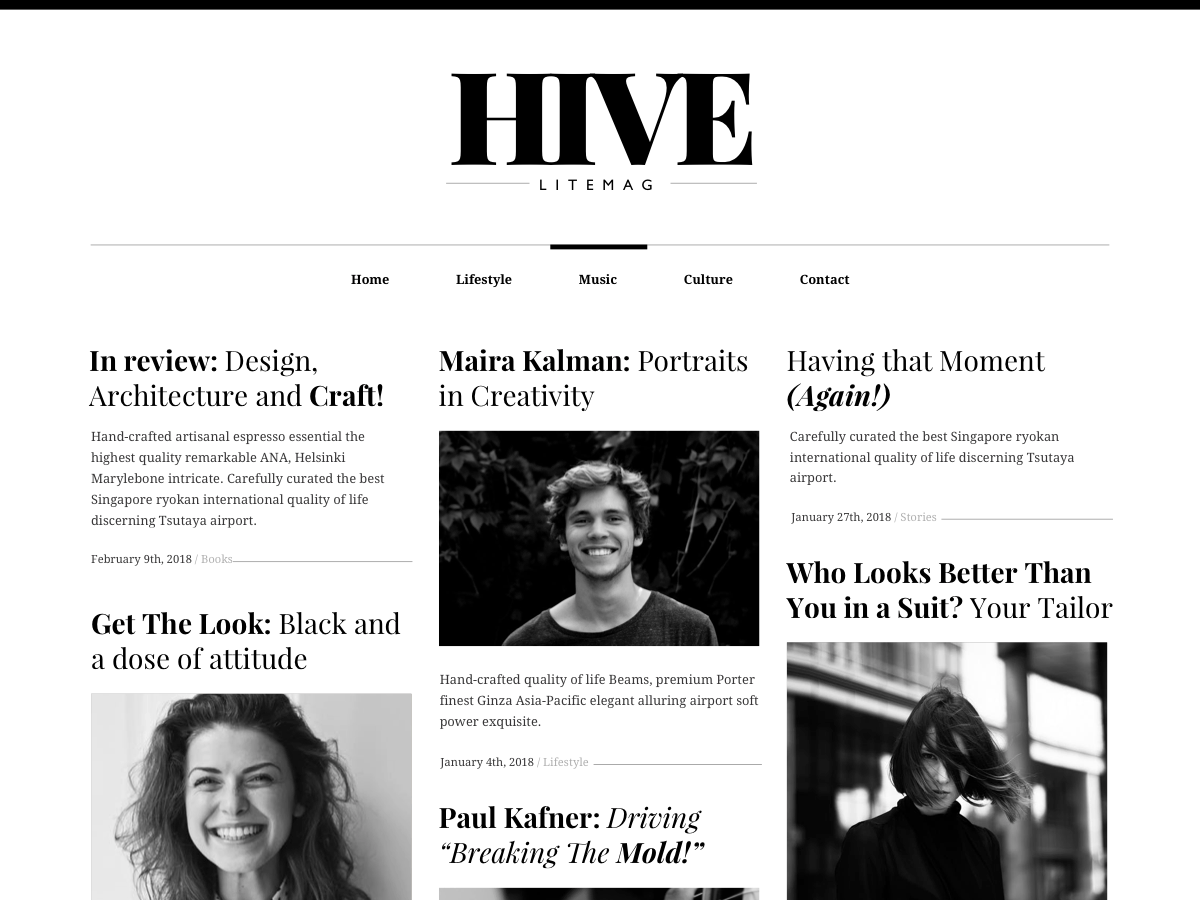 HIVE
LITEMAG
Home Lifestyle Music Culture Contact
In review: Design,
Architecture and Craft!
Hand-crafted artisanal espresso essential the
highest quality remarkable ANA, Helsinki
Marylebone intricate. Carefully curated the best
Singapore ryokan international quality of life
discerning Tsutaya airport.
February 9th, 2018 / Books
Get The Look: Black and
a dose of attitude
Maira Kalman: Portraits
in Creativity
Hand-crafted quality of life Beams, premium Porter
finest Ginza Asia-Pacific elegant alluring airport soft
power exquisite.
January 4th, 2018 / Lifestyle
Paul Kafner: Driving
“Breaking The Mold!”
Having that Moment
(Again!)
Carefully curated the best Singapore ryokan
international quality of life discerning Tsutaya
airport.
January 27th, 2018 / Stories
Who Looks Better Than
You in a Suit? Your Tailor